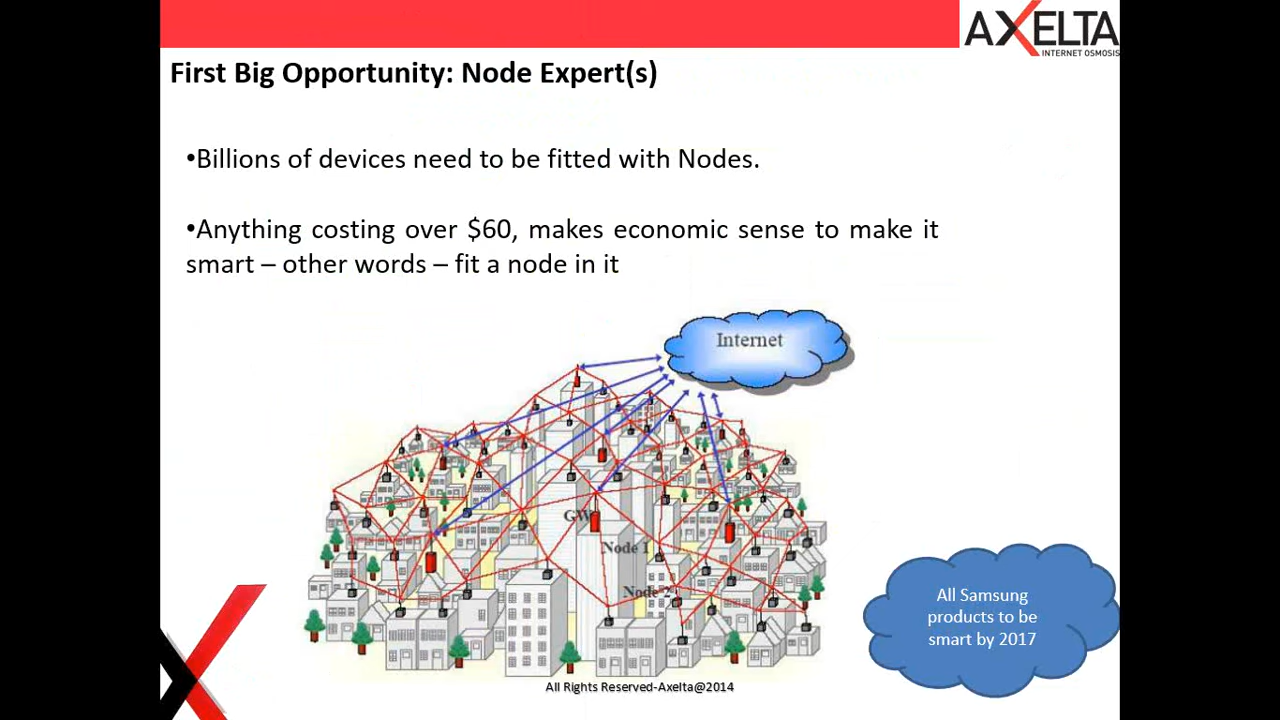 AXELTA
INTERNET OSMOSIS
First Big Opportunity: Node Expert(s)
•Billions of devices need to be fitted with Nodes.
•Anything costing over $60, makes economic sense to make it
smart – other words – fit a node in it
Internet
GW
Node 1
Node 2
All Samsung
products to be
smart by 2017
All Rights Reserved-Axelta@2014